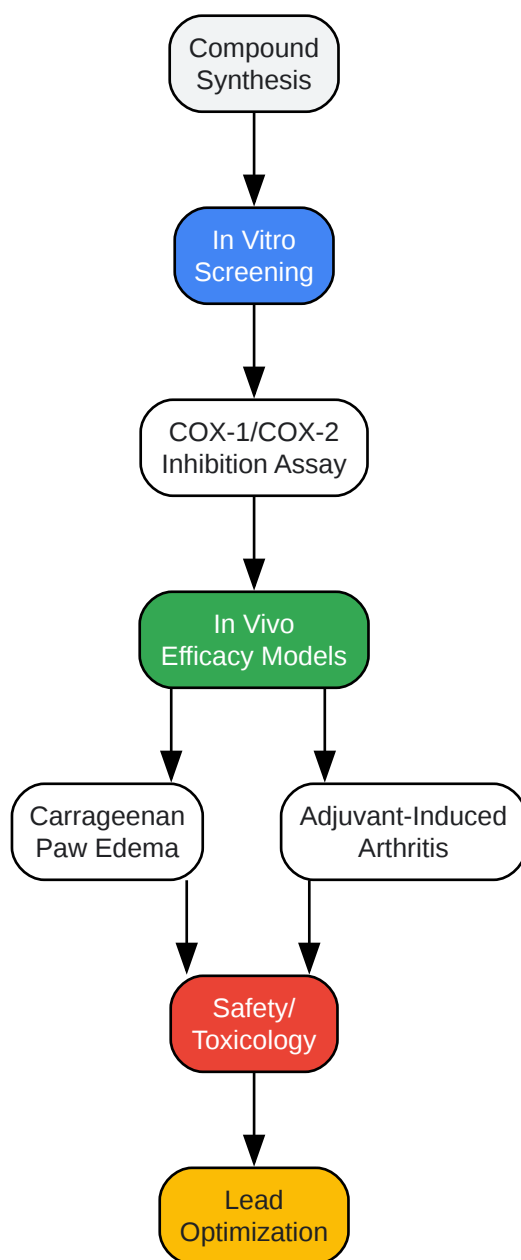 Compound
Synthesis
In Vitro
Screening
COX-1/COX-2
Inhibition Assay
In Vivo
Efficacy Models
Carrageenan
Paw Edema
Adjuvant-Induced
Arthritis
Safety/
Toxicology
Lead
Optimization